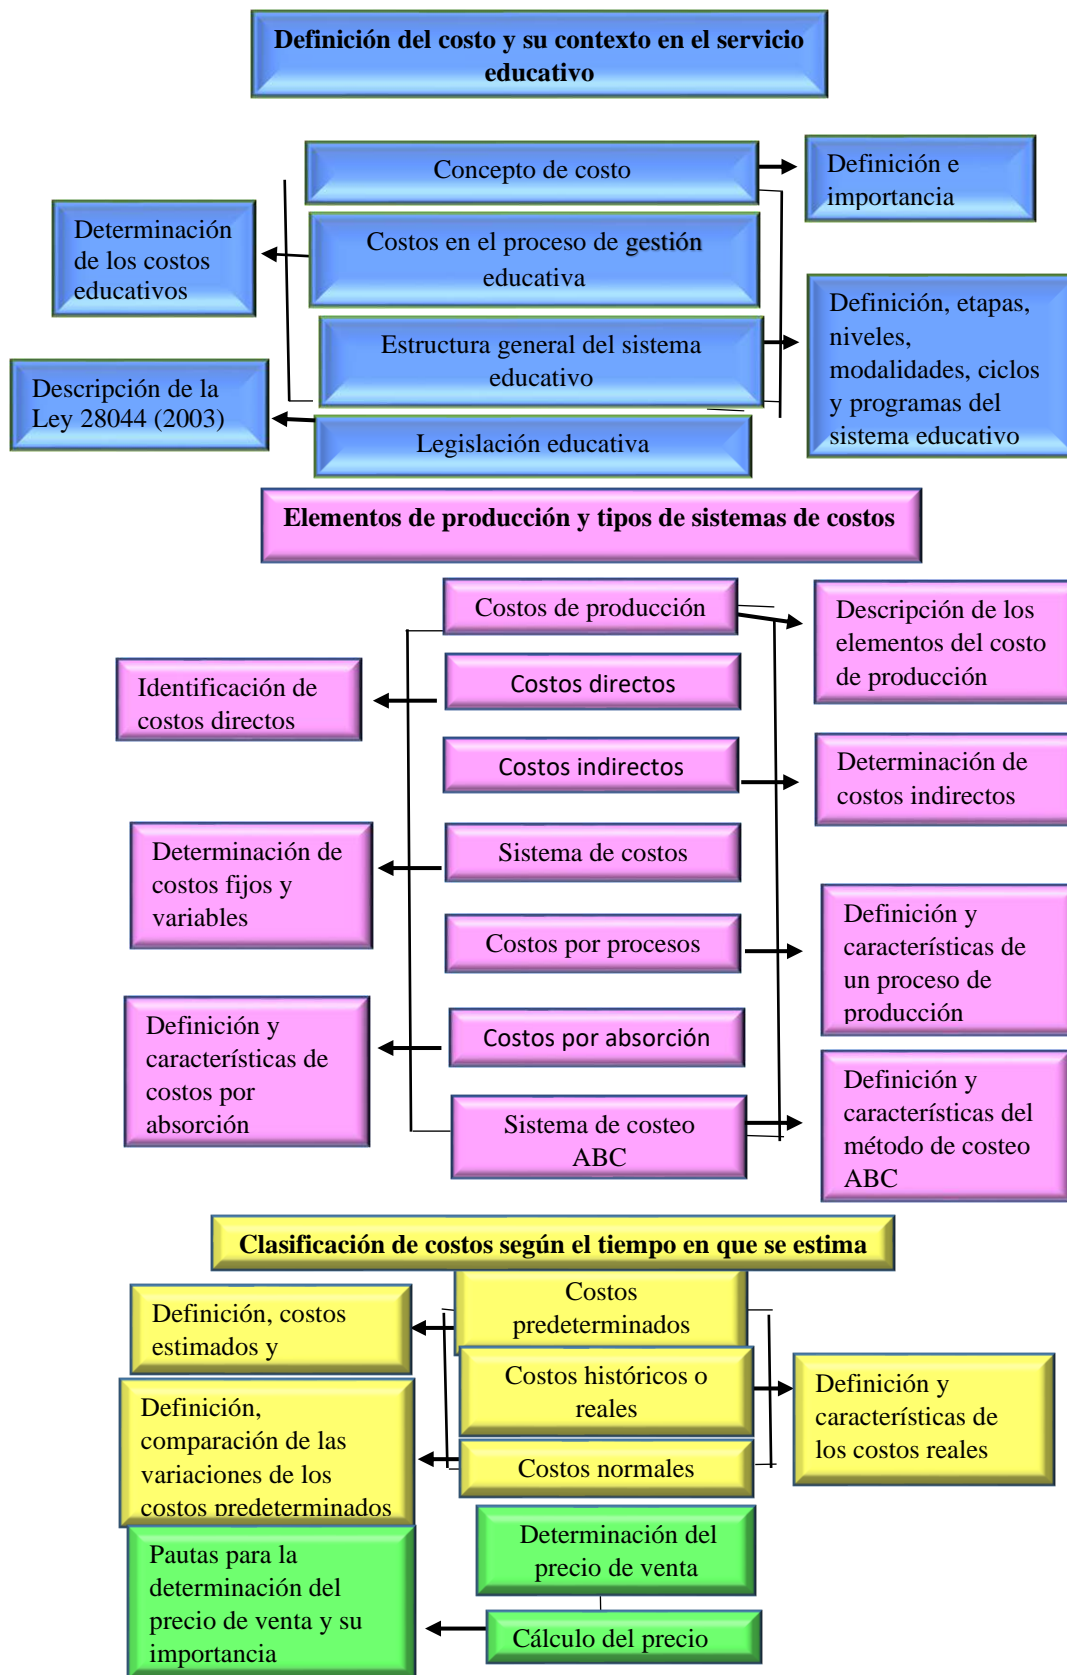 Definición del costo y su contexto en el servicio
educativo
Concepto de costo
Definición e
importancia
Determinación
de los costos
educativos
Costos en el proceso de gestión
educativa
Estructura general del sistema
educativo
Definición, etapas,
niveles,
modalidades, ciclos
y programas del
sistema educativo
Descripción de la
Ley 28044 (2003)
Legislación educativa
Elementos de producción y tipos de sistemas de costos
Costos de producción
Descripción de los
elementos del costo
de producción
Identificación de
costos directos
Costos directos
Costos indirectos
Determinación de
costos indirectos
Determinación de
costos fijos y
variables
Sistema de costos
Costos por procesos
Definición y
características de
un proceso de
producción
Definición y
características de
costos por
absorción
Costos por absorción
Sistema de costeo
ABC
Definición y
características del
método de costeo
ABC
Clasificación de costos según el tiempo en que se estima
Costos
predeterminados
Definición, costos
estimados y
Costos históricos o
reales
Definición y
características de
los costos reales
Definición,
comparación de las
variaciones de los
costos predeterminados
Costos normales
Determinación del
precio de venta
Pautas para la
determinación del
precio de venta y su
importancia
Cálculo del precio